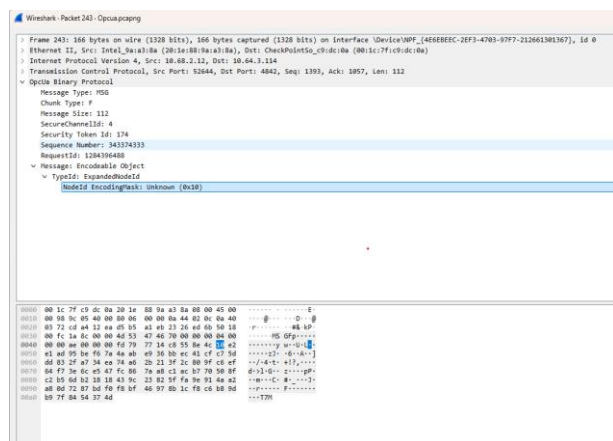 Wireshark · Packet 243 · Opcua.pcapng
> Frame 243: 166 bytes on wire (1328 bits), 166 bytes captured (1328 bits) on interface \Device\NPF_{4E6EBEEC-2EF3-4703-97F7-212661301367}, id 0
> Ethernet II, Src: Intel_9a:a3:8a (20:1e:88:9a:a3:8a), Dst: CheckPointSo_c9:dc:0a (00:1c:7f:c9:dc:0a)
> Internet Protocol Version 4, Src: 10.68.2.12, Dst: 10.64.3.114
> Transmission Control Protocol, Src Port: 52644, Dst Port: 4842, Seq: 1393, Ack: 1057, Len: 112
OpcUa Binary Protocol
Message Type: MSG
Chunk Type: F
Message Size: 112
SecureChannelId: 4
Security Token Id: 174
Sequence Number: 343374333
RequestId: 1284396488
Message: Encodeable Object
TypeId: ExpandedNodeId
NodeId EncodingMask: Unknown (0x10)
0000 00 1c 7f c9 dc 0a 20 1e 88 9a a3 8a 08 00 45 00
0010 00 98 9c 05 40 00 80 06 00 00 0a 44 02 0c 0a 40
0020 03 72 cd a4 12 ea d5 b5 a1 eb 23 26 ed 6b 50 18
0030 00 fc 1a 8c 00 00 4d 53 47 46 70 00 00 00 04 00
0040 00 00 ae 00 00 00 fd 79 77 14 c8 55 8e 4c 10 e2
0050 e1 ad 95 be f6 7a 4a ab e9 36 bb ec 41 cf c7 5d
0060 dd 83 2f a7 34 ea 74 a6 2b 21 3f 2c 80 9f c6 ef
0070 64 f7 3e 6c e5 47 fc 86 7a a8 c1 ac b7 70 50 8f
0080 c2 b5 6d b2 18 18 43 9c 23 82 5f fa 9e 91 4a a2
0090 a8 0d 72 87 bd f0 f8 bf 46 97 8b 1c f8 c6 b8 9d
00a0 b9 7f 84 54 37 4d